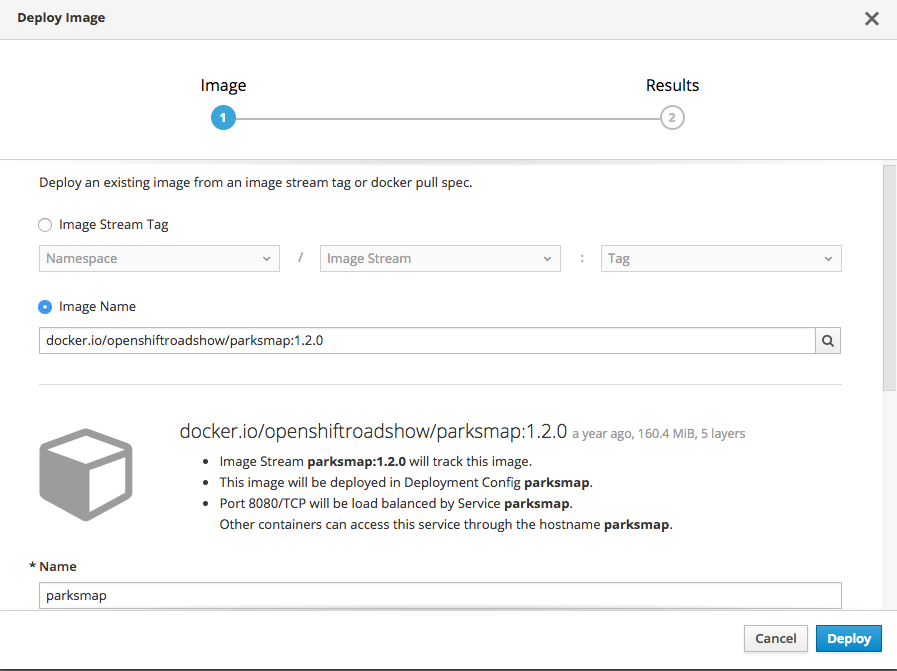 Deploy Image
Image Results
1 2
Deploy an existing image from an image stream tag or docker pull spec.
Image Stream Tag
Namespace / Image Stream : Tag
Image Name
docker.io/openshiftroadshow/parksmap:1.2.0
docker.io/openshiftroadshow/parksmap:1.2.0 a year ago, 160.4 MiB, 5 layers
• Image Stream parksmap:1.2.0 will track this image.
• This image will be deployed in Deployment Config parksmap.
• Port 8080/TCP will be load balanced by Service parksmap.
Other containers can access this service through the hostname parksmap.
* Name
parksmap
Cancel Deploy